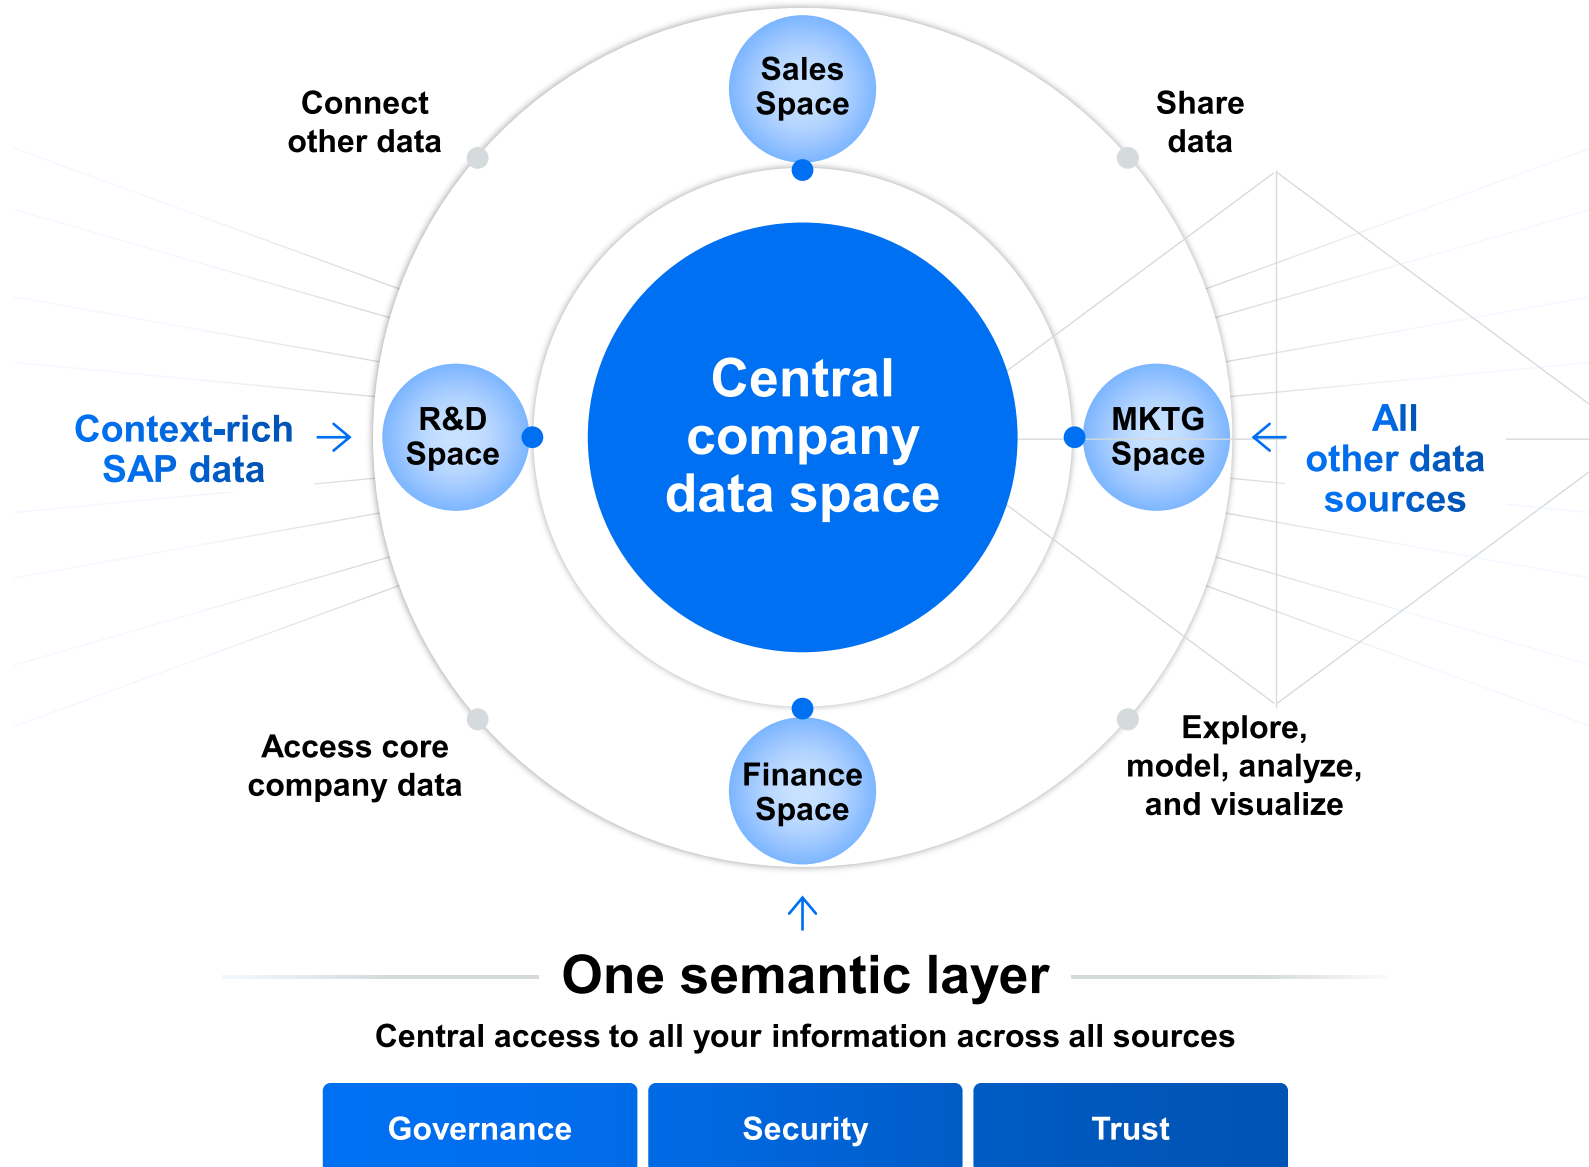 Sales
Space
Connect
other data
Share
data
Central
company
data space
R&D
Space
MKTG
Space
Context-rich
SAP data
All
other data
sources
Access core
company data
Explore,
model, analyze,
and visualize
Finance
Space
One semantic layer
Central access to all your information across all sources
Governance
Security
Trust